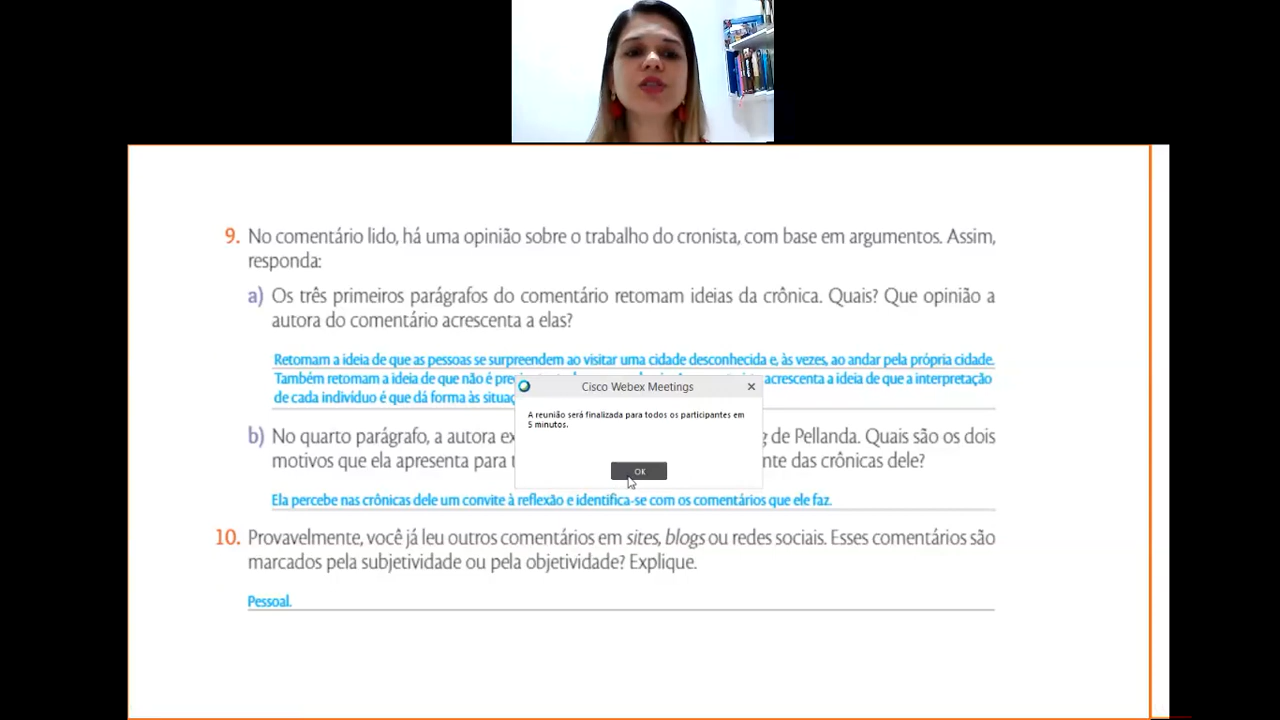 9. No comentário lido, há uma opinião sobre o trabalho do cronista, com base em argumentos. Assim,
responda:
a) Os três primeiros parágrafos do comentário retomam ideias da crônica. Quais? Que opinião a
autora do comentário acrescenta a elas?
Retomam a ideia de que as pessoas se surpreendem ao visitar uma cidade desconhecida e, às vezes, ao andar pela própria cidade.
Também retomam a ideia de que não é acrescenta a ideia de que a interpretação
de cada indivíduo é que dá forma às
Cisco Webex Meetings
A reunião será finalizada para todos os participantes em
5 minutos.
OK
b) No quarto parágrafo, a autora de Pellanda. Quais são os dois
motivos que ela apresenta para das crônicas dele?
Ela percebe nas crônicas dele um convite à reflexão e identifica-se com os comentários que ele faz.
10. Provavelmente, você já leu outros comentários em sites, blogs ou redes sociais. Esses comentários são
marcados pela subjetividade ou pela objetividade? Explique.
Pessoal.